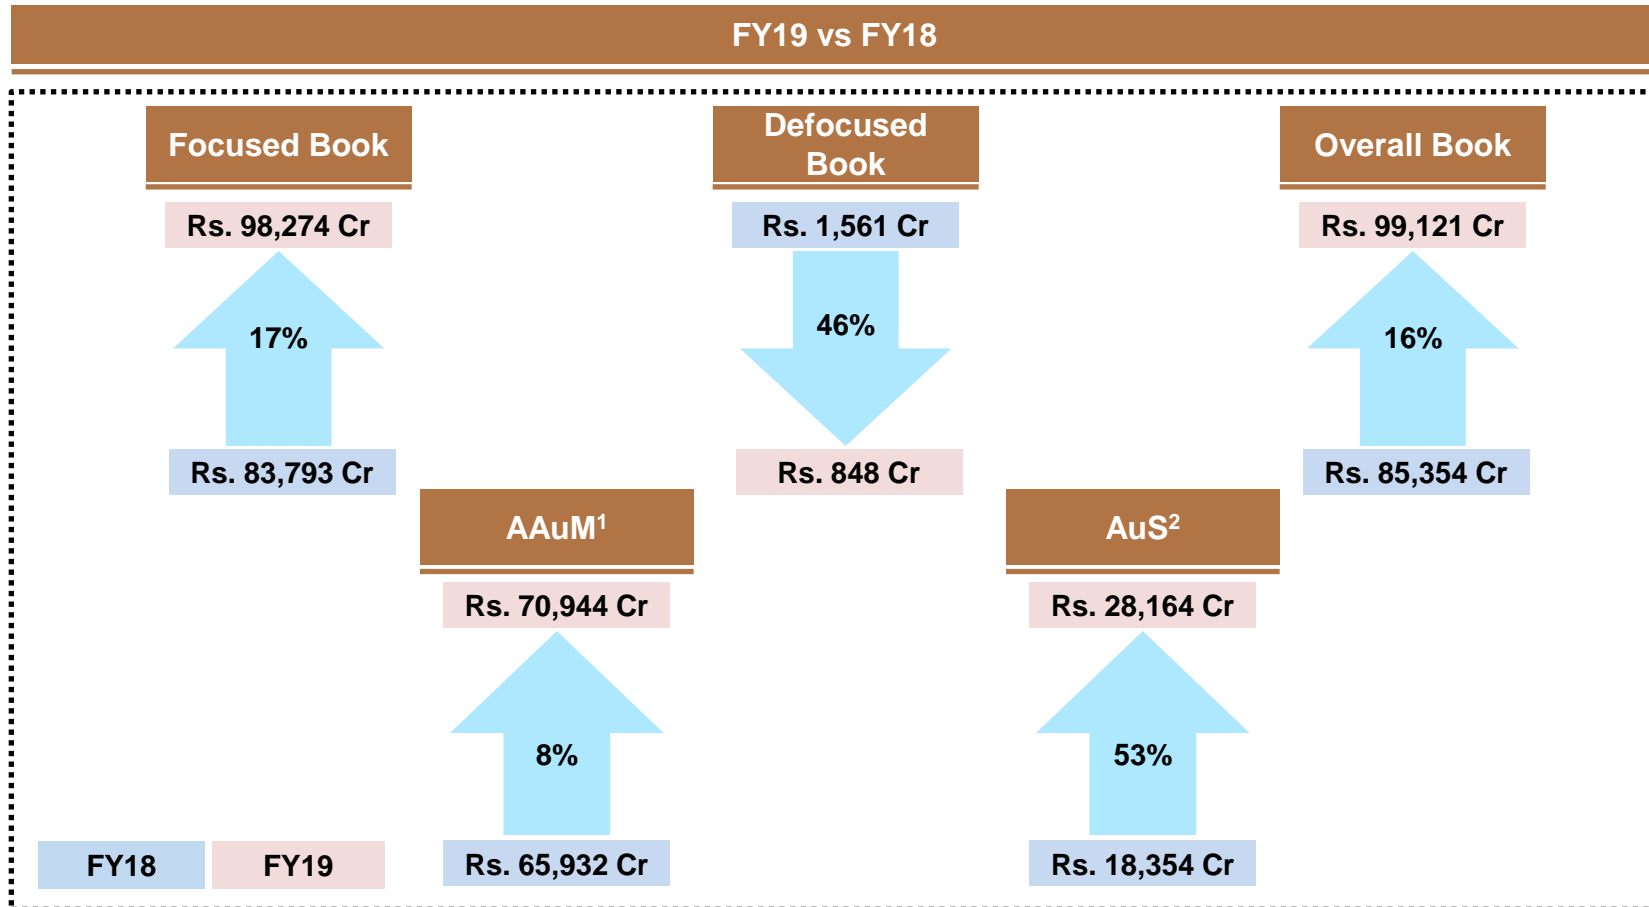 FY19 vs FY18
Focused Book
Rs. 98,274 Cr
17%
Rs. 83,793 Cr
Defocused
Book
Rs. 1,561 Cr
46%
Rs. 848 Cr
Overall Book
Rs. 99,121 Cr
16%
Rs. 85,354 Cr
AAuM¹
Rs. 70,944 Cr
8%
Rs. 65,932 Cr
AuS²
Rs. 28,164 Cr
53%
Rs. 18,354 Cr
FY18
FY19